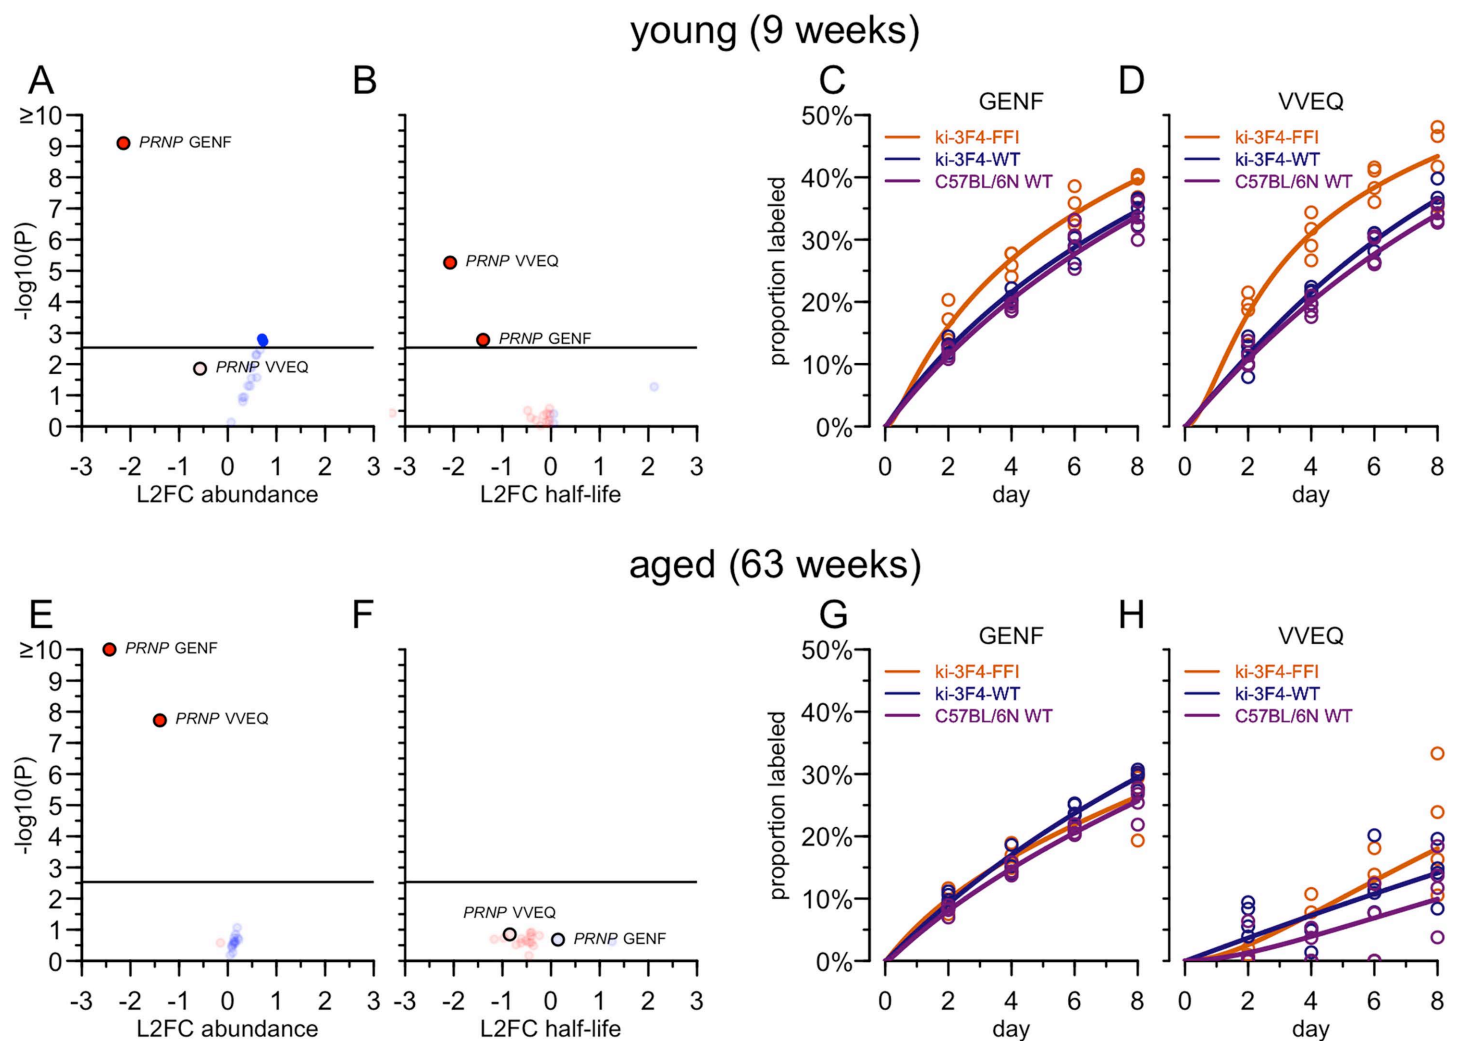 young (9 weeks)
A
B
C
D
≥10
9
8
7
6
5
4
3
2
1
0
-log10(P)
PRNP GENF
PRNP VVEQ
-3 -2 -1 0 1 2 3
L2FC abundance
PRNP VVEQ
PRNP GENF
-3 -2 -1 0 1 2 3
L2FC half-life
GENF
50%
40%
30%
20%
10%
0%
proportion labeled
ki-3F4-FFI
ki-3F4-WT
C57BL/6N WT
0 2 4 6 8
day
VVEQ
ki-3F4-FFI
ki-3F4-WT
C57BL/6N WT
0 2 4 6 8
day
aged (63 weeks)
E
F
G
H
≥10
9
8
7
6
5
4
3
2
1
0
-log10(P)
PRNP GENF
PRNP VVEQ
-3 -2 -1 0 1 2 3
L2FC abundance
PRNP VVEQ
PRNP GENF
-3 -2 -1 0 1 2 3
L2FC half-life
GENF
50%
40%
30%
20%
10%
0%
proportion labeled
ki-3F4-FFI
ki-3F4-WT
C57BL/6N WT
0 2 4 6 8
day
VVEQ
ki-3F4-FFI
ki-3F4-WT
C57BL/6N WT
0 2 4 6 8
day